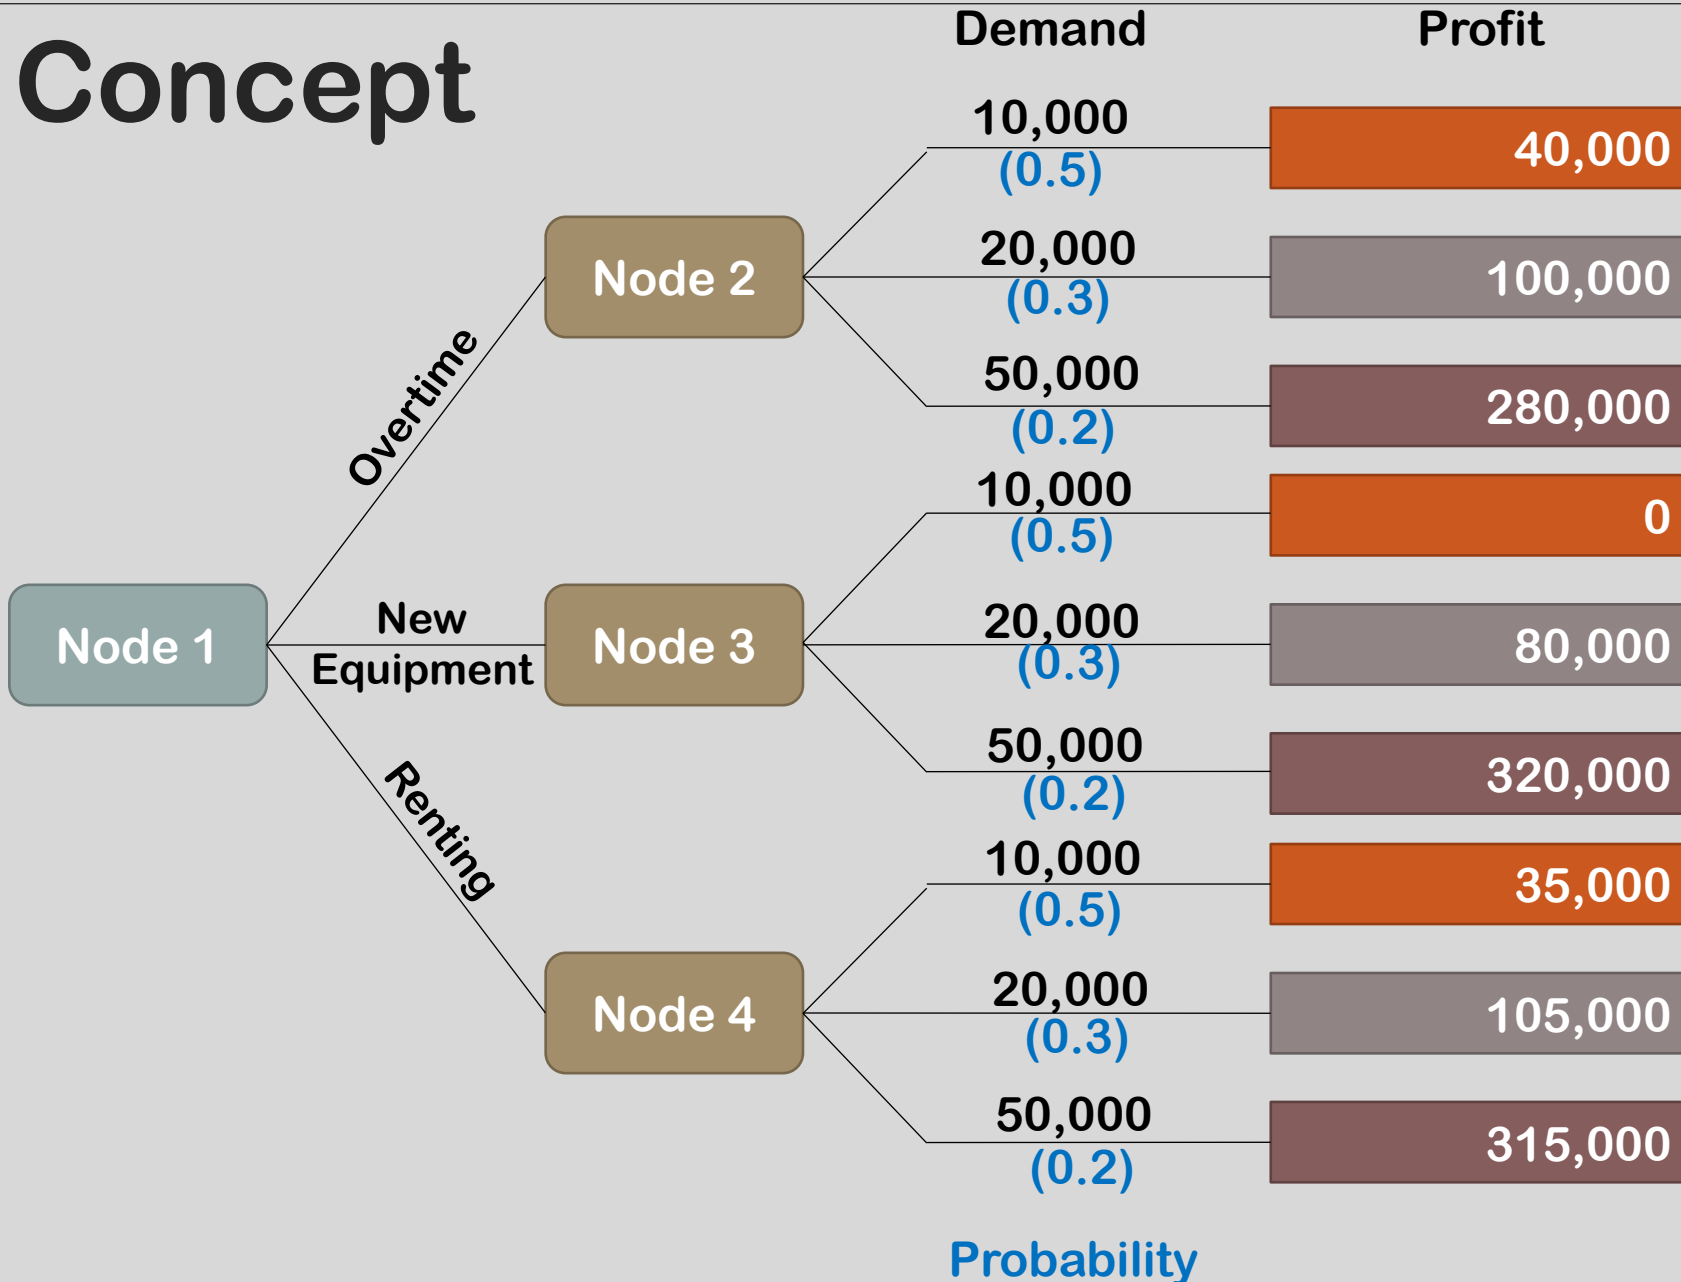 Concept
Demand
Profit
10,000
(0.5)
40,000
20,000
(0.3)
100,000
50,000
(0.2)
280,000
Node 2
Overtime
10,000
(0.5)
0
20,000
(0.3)
80,000
50,000
(0.2)
320,000
Node 1
New
Equipment
Node 3
Renting
10,000
(0.5)
35,000
20,000
(0.3)
105,000
50,000
(0.2)
315,000
Node 4
Probability